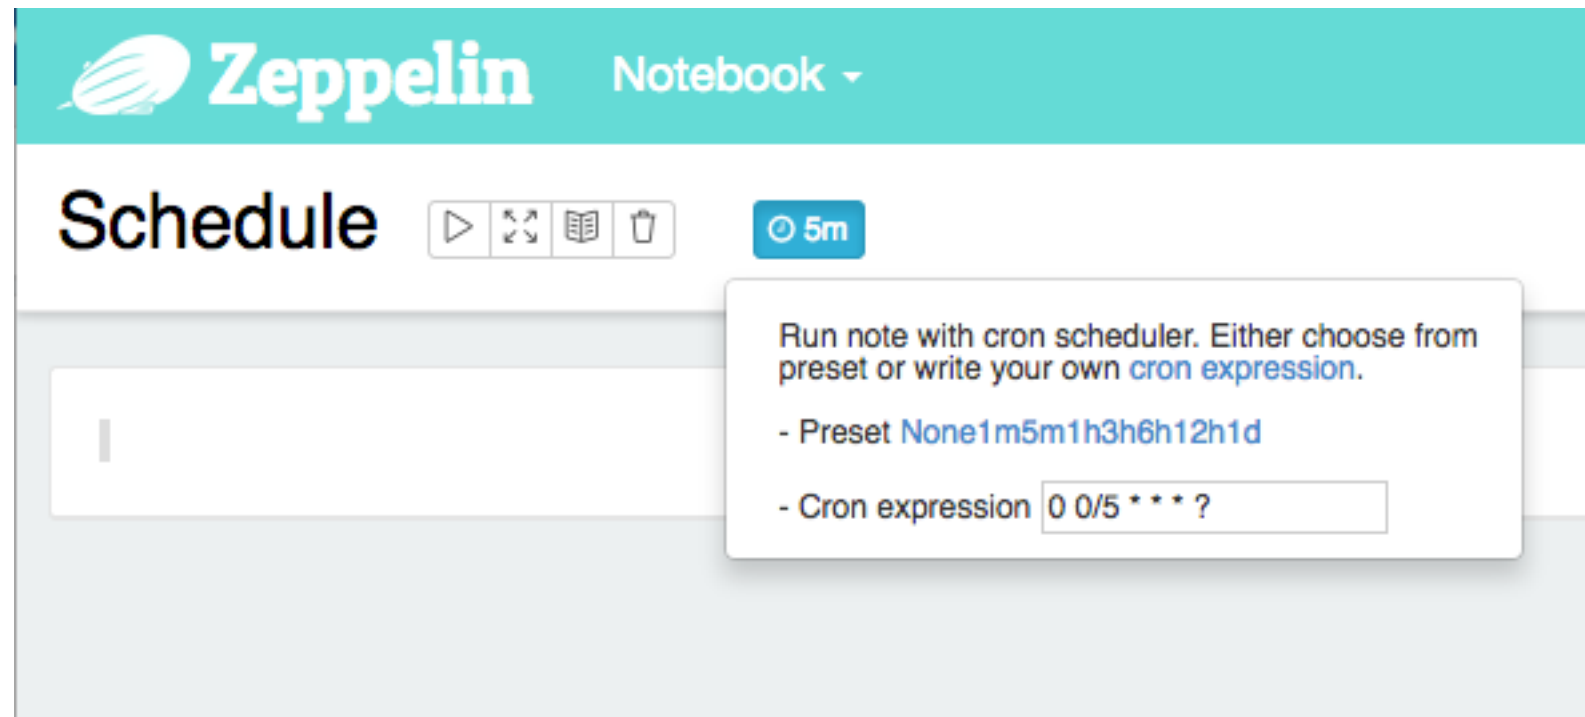 Zeppelin Notebook
Schedule 5m
Run note with cron scheduler. Either choose from
preset or write your own cron expression.
- Preset None1m5m1h3h6h12h1d
- Cron expression 0 0/5 * * * ?